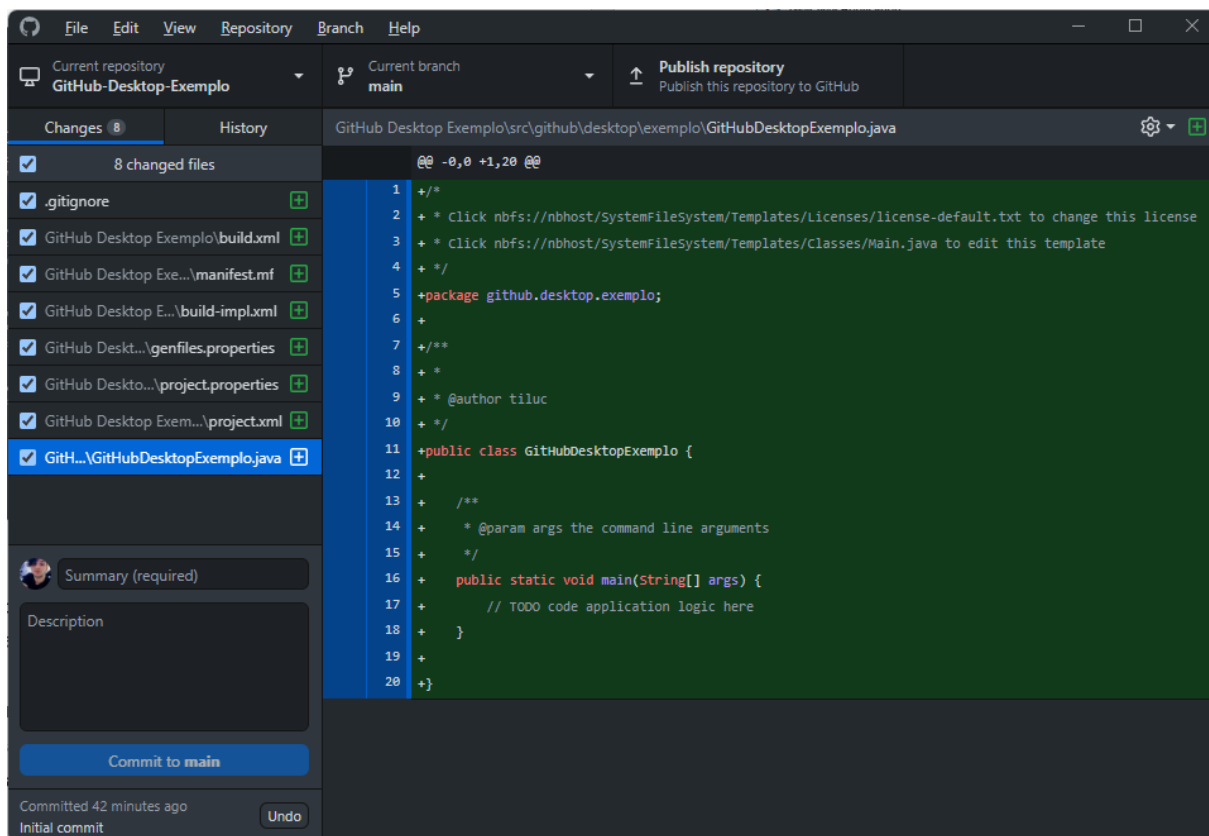 File Edit View Repository Branch Help
Current repository
GitHub-Desktop-Exemplo
Current branch
main
Publish repository
Publish this repository to GitHub
Changes 8
History
GitHub Desktop Exemplo\src\github\desktop\exemplo\GitHubDesktopExemplo.java
8 changed files
.gitignore
GitHub Desktop Exemplo\build.xml
GitHub Desktop Exe...\manifest.mf
GitHub Desktop E...\build-impl.xml
GitHub Deskt...\genfiles.properties
GitHub Deskto...\project.properties
GitHub Desktop Exem...\project.xml
GitH...\GitHubDesktopExemplo.java
@@ -0,0 +1,20 @@
1 +/*
2 + * Click nbfs://nbhost/SystemFileSystem/Templates/Licenses/license-default.txt to change this license
3 + * Click nbfs://nbhost/SystemFileSystem/Templates/Classes/Main.java to edit this template
4 + */
5 +package github.desktop.exemplo;
6 +
7 +/**
8 + *
9 + * @author tiluc
10 + */
11 +public class GitHubDesktopExemplo {
12 +
13 +    /**
14 +     * @param args the command line arguments
15 +     */
16 +    public static void main(String[] args) {
17 +        // TODO code application logic here
18 +    }
19 +
20 +}
Summary (required)
Description
Commit to main
Committed 42 minutes ago
Initial commit
Undo